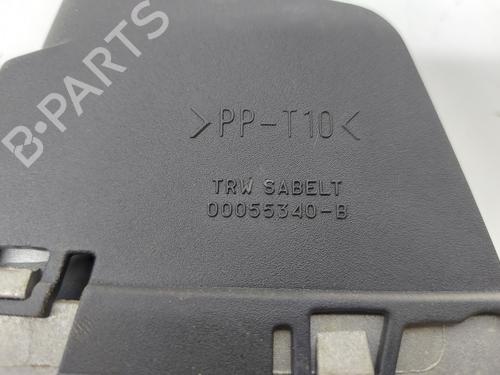 B-PARTS
>PP-T10<
TRW SABELT
00055340-B